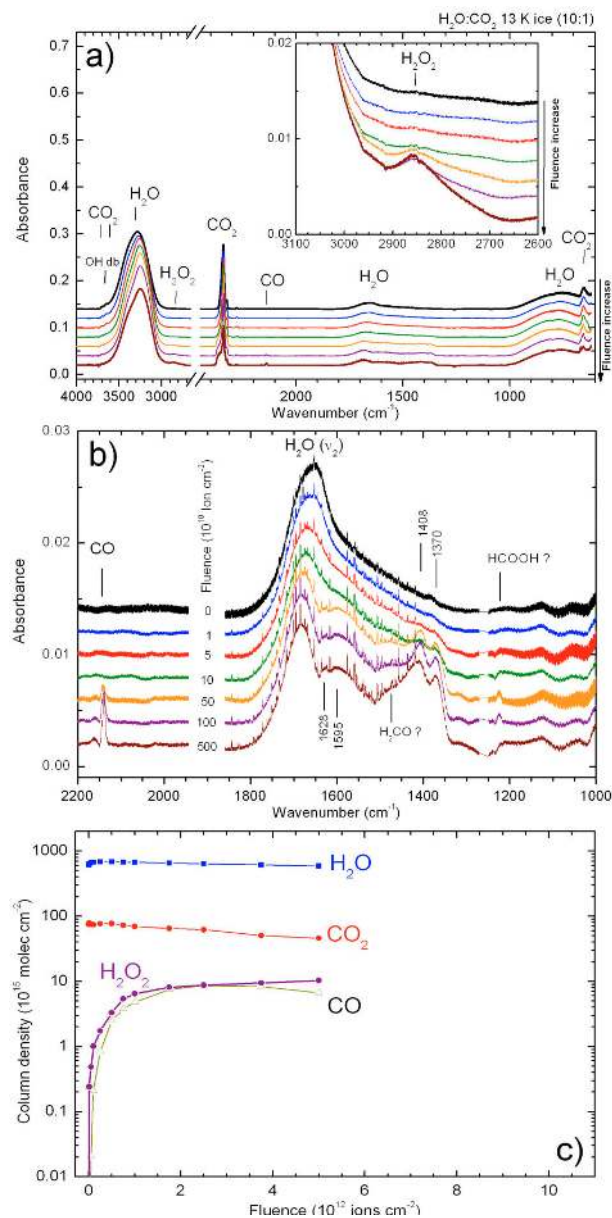 H₂O:CO₂ 13 K ice (10:1)
a)
0.7
0.6
0.5
0.4
0.3
0.2
0.1
0.0
Absorbance
CO₂
H₂O
OH db
H₂O₂
CO₂
CO
H₂O
H₂O
CO₂
Fluence increase
0.02
0.01
0.00
H₂O₂
Fluence increase
3100 3000 2900 2800 2700 2600
4000 3500 3000 2000 1500 1000
Wavenumber (cm⁻¹)
b)
0.03
0.02
0.01
0.00
Absorbance
H₂O (ν₂)
CO
Fluence (10¹⁰ Ion cm⁻²)
0
1
5
10
50
100
500
1408
1370
HCOOH ?
1628
1595
H₂CO ?
2200 2000 1800 1600 1400 1200 1000
Wavenumber (cm⁻¹)
1000
100
10
1
0.1
0.01
Column density (10¹⁵ molec cm⁻²)
H₂O
CO₂
H₂O₂
CO
c)
0 2 4 6 8 10
Fluence (10¹² ions cm⁻²)